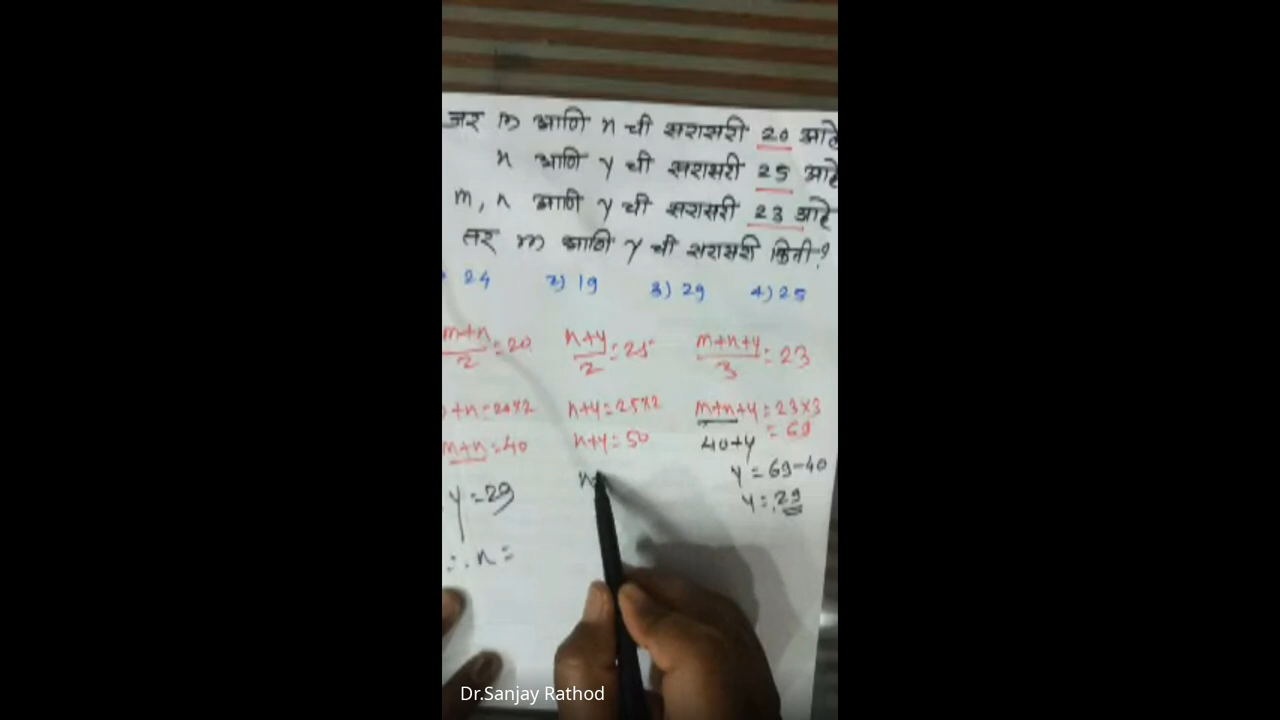 जर m आणि n ची सरासरी 20 आहे
n आणि y ची सरासरी 25 आहे
m, n आणि y ची सरासरी 23 आहे
तर m आणि y ची सरासरी किती?
24 2) 19 3) 29 4) 25
m+n/2 = 20 n+y/2 = 25 m+n+y/3 = 23
+n = 20×2 n+y = 25×2 m+n+y = 23×3
= 69
m+n = 40 n+y = 50 40+y
y = 69-40
y = 29 n y = 29
∴ n =
Dr.Sanjay Rathod